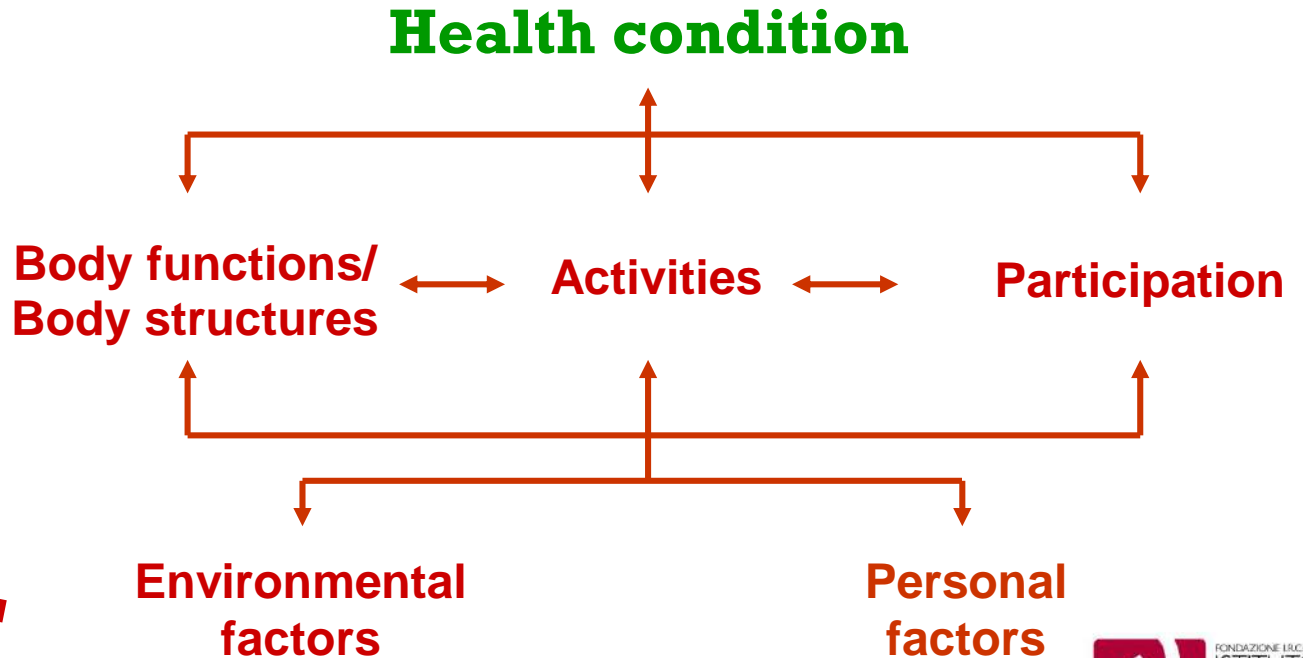 Health condition
Body functions/
Body structures
Activities
Participation
Environmental
factors
Personal
factors
FONDAZIONE I.R.C.